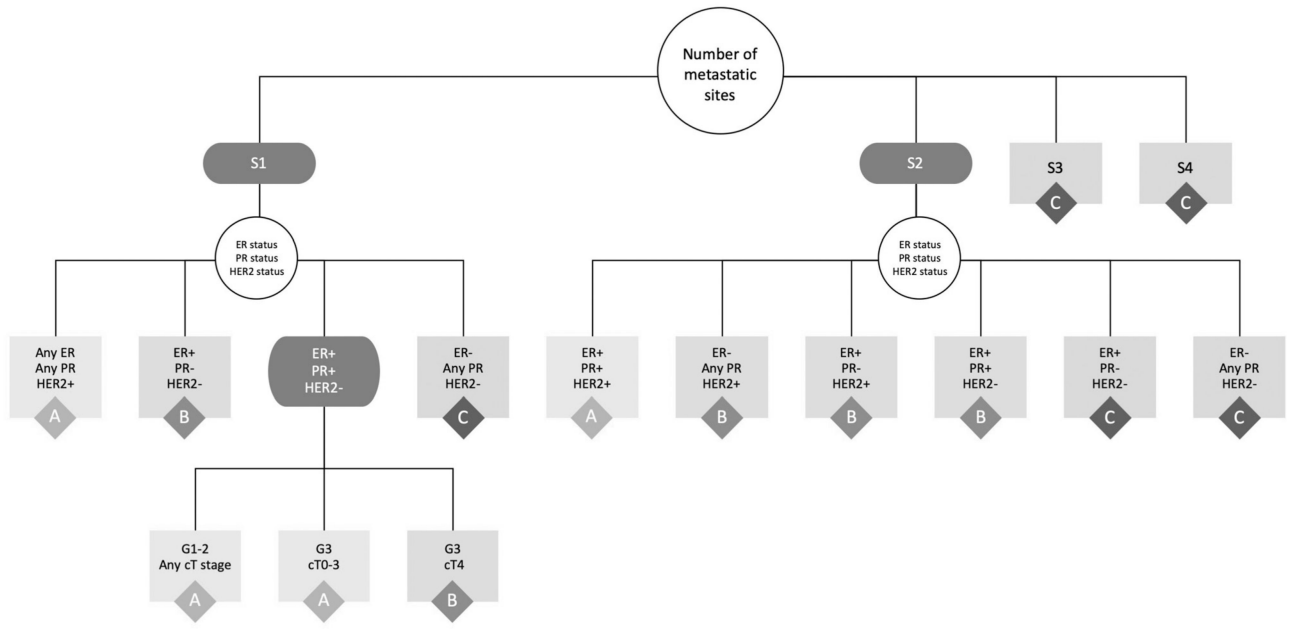 Number of
metastatic
sites
S1
S2
S3
C
S4
C
ER status
PR status
HER2 status
ER status
PR status
HER2 status
Any ER
Any PR
HER2+
A
ER+
PR-
HER2-
B
ER+
PR+
HER2-
ER-
Any PR
HER2-
C
ER+
PR+
HER2+
A
ER-
Any PR
HER2+
B
ER+
PR-
HER2+
B
ER+
PR+
HER2-
B
ER+
PR-
HER2-
C
ER-
Any PR
HER2-
C
G1-2
Any cT stage
A
G3
cT0-3
A
G3
cT4
B